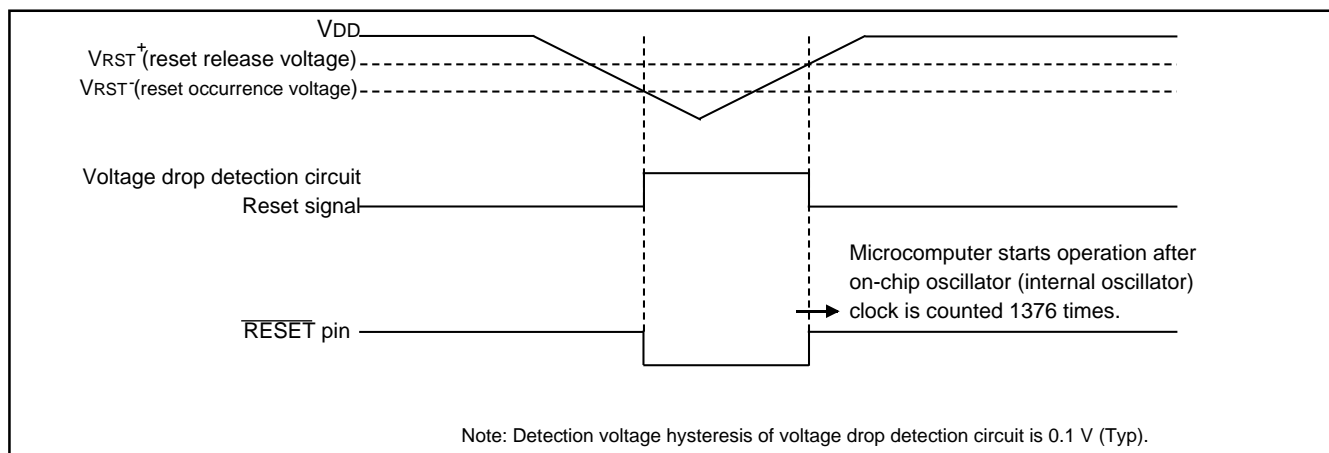 VDD
VRST+(reset release voltage)
VRST-(reset occurrence voltage)
Voltage drop detection circuit
Reset signal
Microcomputer starts operation after
on-chip oscillator (internal oscillator)
clock is counted 1376 times.
RESET pin
Note: Detection voltage hysteresis of voltage drop detection circuit is 0.1 V (Typ).